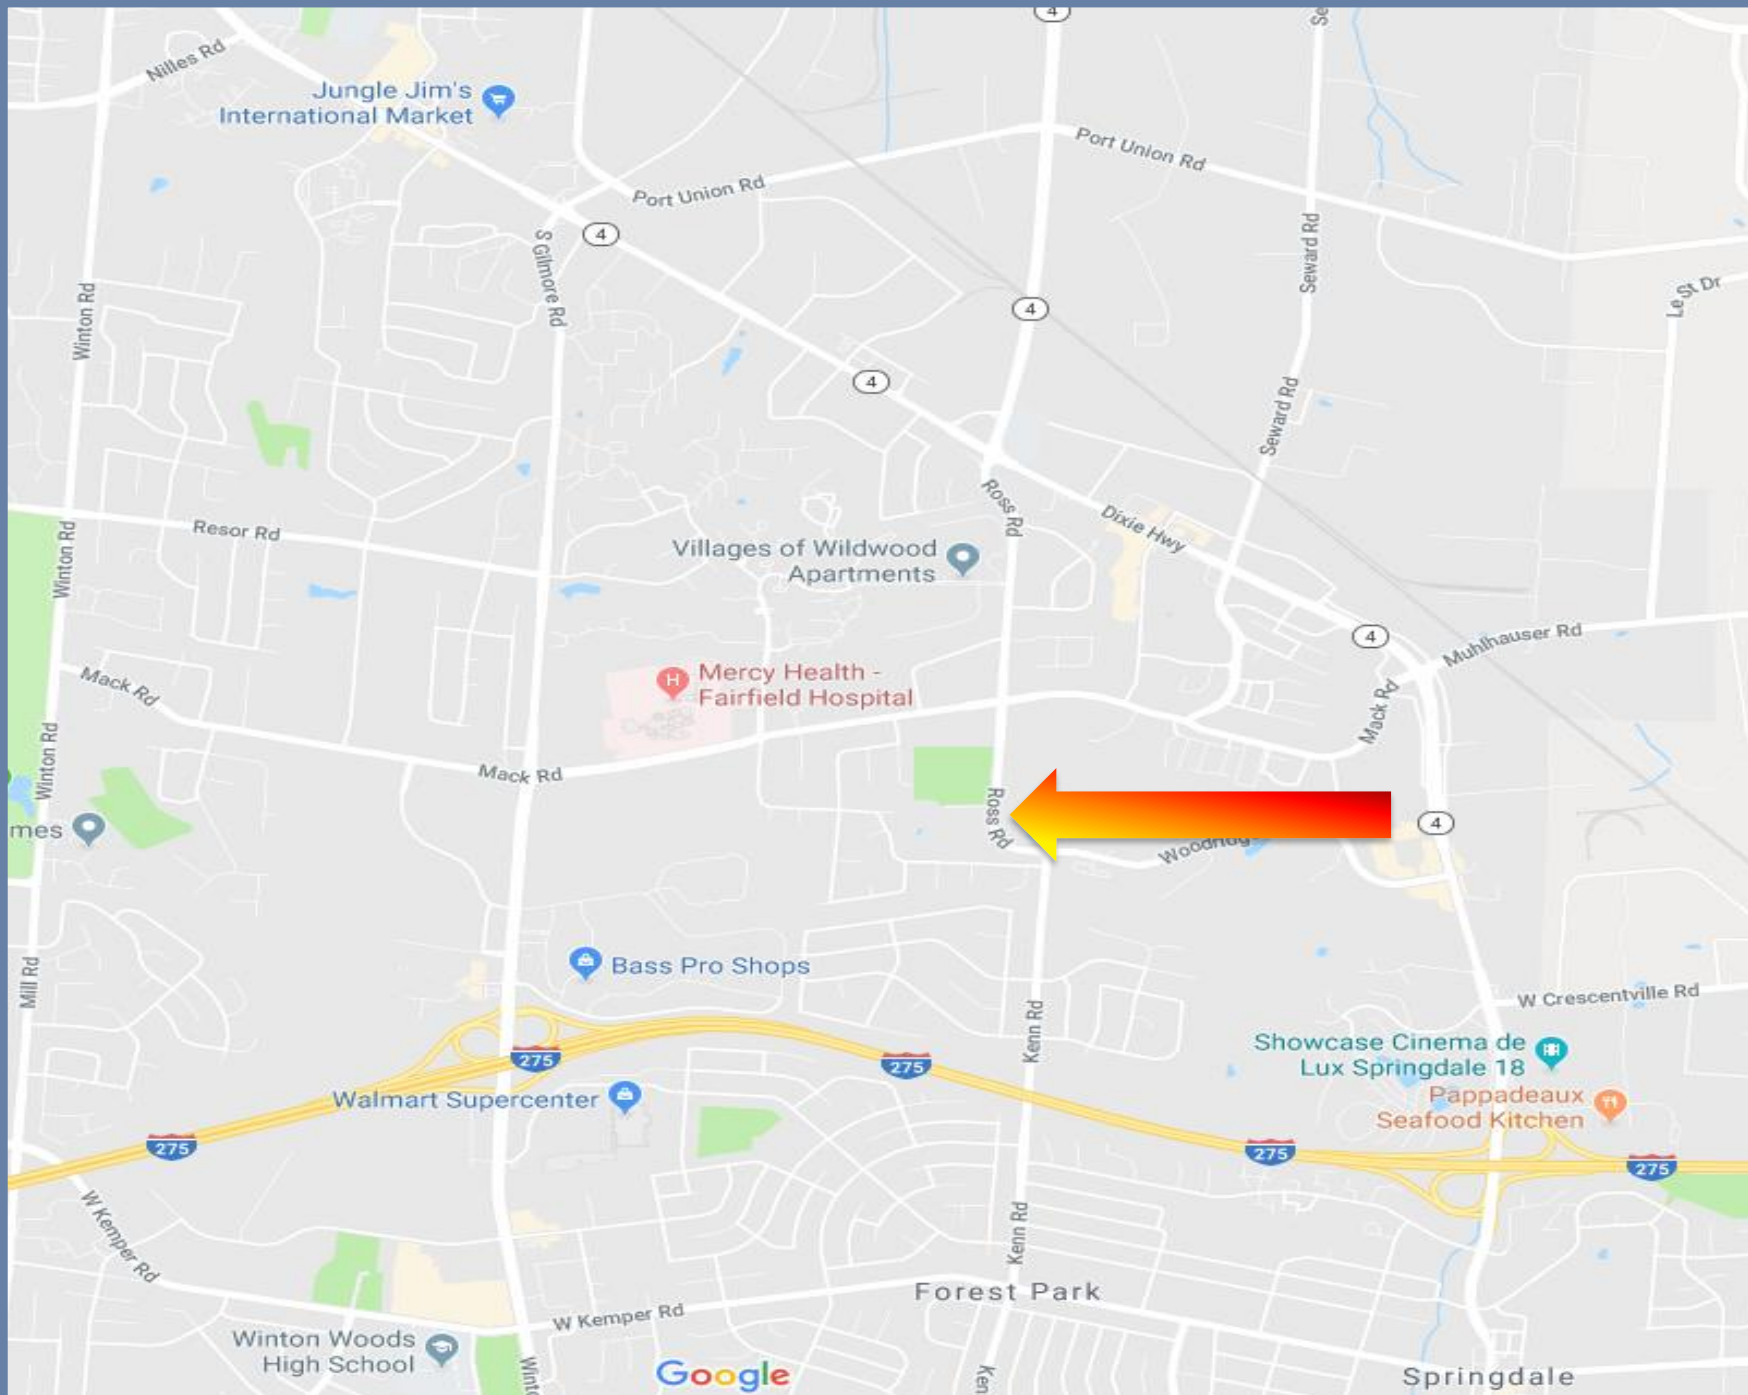 4
Se
Nilles Rd
Jungle Jim's
International Market
Port Union Rd
Port Union Rd
4
S Gilmore Rd
Seward Rd
Winton Rd
4
Le St Dr
4
Seward Rd
Ross Rd
Dixie Hwy
Resor Rd
Winton Rd
Villages of Wildwood
Apartments
4
Muhlhauser Rd
Mack Rd
Mercy Health -
Fairfield Hospital
Mack Rd
Winton Rd
Mack Rd
Ross Rd
mes
4
Mill Rd
Bass Pro Shops
W Crescentville Rd
Kenn Rd
Showcase Cinema de
Lux Springdale 18
275
275
Walmart Supercenter
Pappadeaux
Seafood Kitchen
275
275
275
W Kemper Rd
Kenn Rd
Forest Park
W Kemper Rd
Winton Woods
High School
Wint
Google
Ken
Springdale